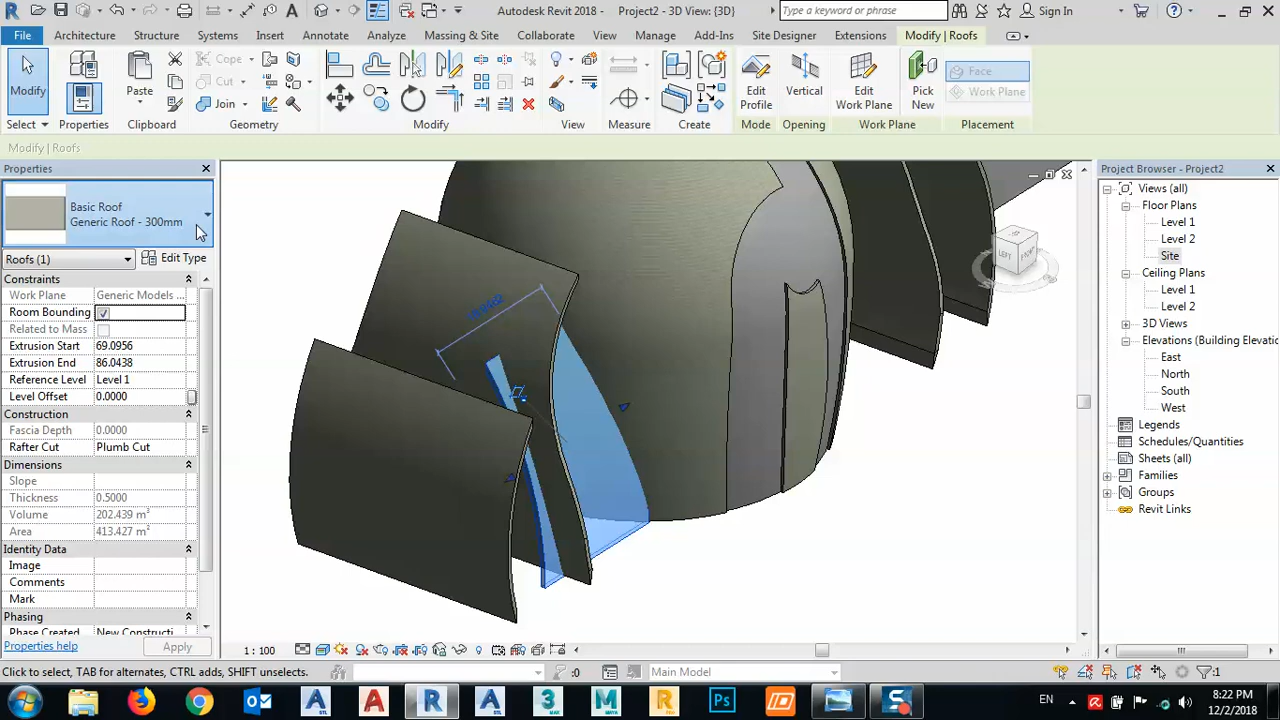 Autodesk Revit 2018 - Project2 - 3D View: {3D}
Type a keyword or phrase
Sign In
File Architecture Structure Systems Insert Annotate Analyze Massing & Site Collaborate View Manage Add-Ins Site Designer Extensions Modify | Roofs
Modify
Paste
Cope
Cut
Join
Edit Profile
Vertical
Edit Work Plane
Pick New
Face
Work Plane
Select Properties Clipboard Geometry Modify View Measure Create Mode Opening Work Plane Placement
Modify | Roofs
Properties
Basic Roof
Generic Roof - 300mm
Roofs (1)
Edit Type
Constraints
Work Plane Generic Models ...
Room Bounding
Related to Mass
Extrusion Start 69.0956
Extrusion End 86.0438
Reference Level Level 1
Level Offset 0.0000
Construction
Fascia Depth 0.0000
Rafter Cut Plumb Cut
Dimensions
Slope
Thickness 0.5000
Volume 202.439 m³
Area 413.427 m²
Identity Data
Image
Comments
Mark
Phasing
Phase Created New Constructi
Properties help
Apply
LEFT
FRONT
1 : 100
Project Browser - Project2
Views (all)
Floor Plans
Level 1
Level 2
Site
Ceiling Plans
Level 1
Level 2
3D Views
Elevations (Building Elevatio
East
North
South
West
Legends
Schedules/Quantities
Sheets (all)
Families
Groups
Revit Links
Click to select, TAB for alternates, CTRL adds, SHIFT unselects.
:0
Main Model
:1
EN
8:22 PM
12/2/2018